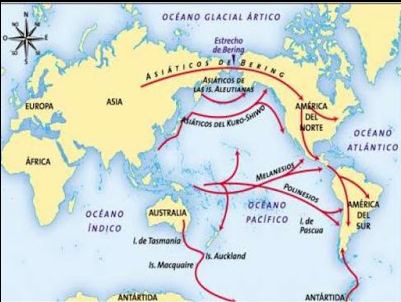 OCÉANO GLACIAL ÁRTICO
N
O
E
S
Estrecho
de Bering
ASIÁTICOS DE BERING
ASIÁTICOS DE
LAS IS. ALEUTIANAS
EUROPA
ASIA
AMÉRICA
DEL
NORTE
ASIÁTICOS DEL KURO-SHIWO
OCÉANO
ATLÁNTICO
ÁFRICA
MELANESIOS
POLINESIOS
OCÉANO
ÍNDICO
AUSTRALIA
OCÉANO
PACÍFICO
I. de
Pascua
AMÉRICA
DEL
SUR
I. de Tasmania
Is. Auckland
Is. Macquaire
ANTÁRTIDA
ANTÁRTIDA